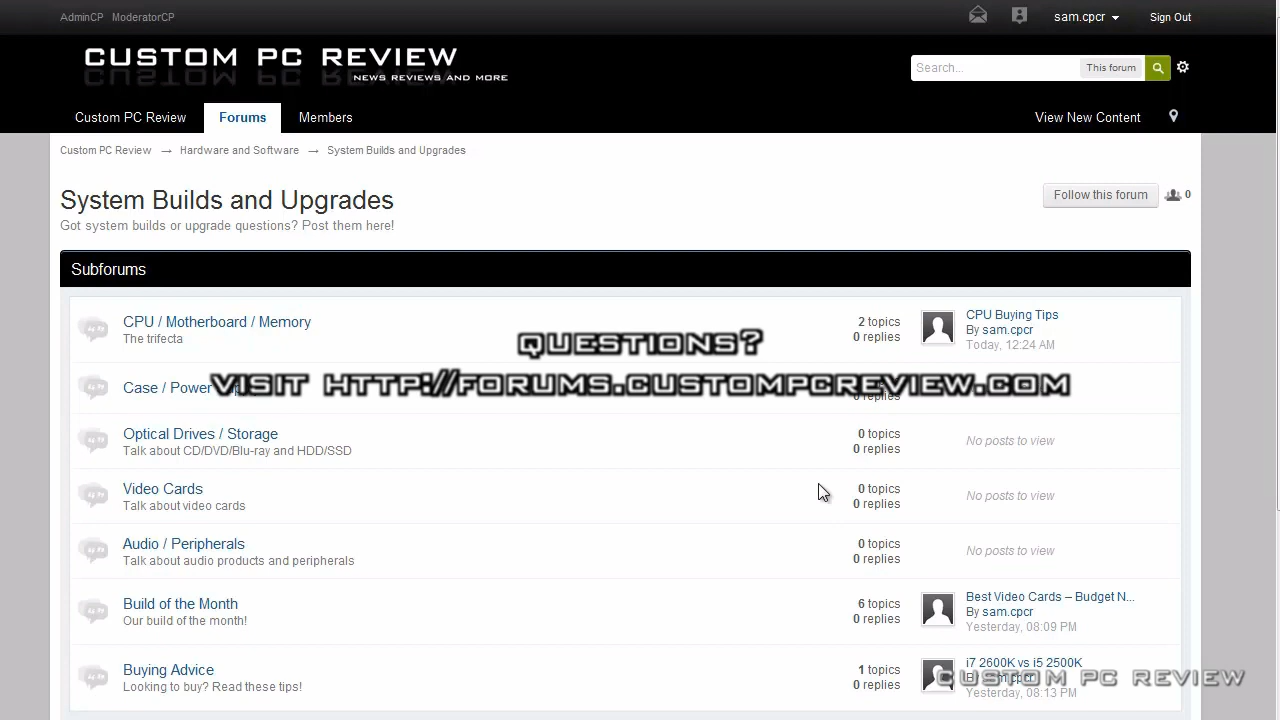 AdminCP ModeratorCP sam.cpcr Sign Out
CUSTOM PC REVIEW
NEWS REVIEWS AND MORE
Search... This forum
Custom PC Review Forums Members View New Content
Custom PC Review → Hardware and Software → System Builds and Upgrades
System Builds and Upgrades
Follow this forum 0
Got system builds or upgrade questions? Post them here!
Subforums
CPU / Motherboard / Memory
The trifecta
2 topics
0 replies
CPU Buying Tips
By sam.cpcr
Today, 12:24 AM
QUESTIONS?
VISIT HTTP://FORUMS.CUSTOMPCREVIEW.COM
Case / Power
0 replies
Optical Drives / Storage
Talk about CD/DVD/Blu-ray and HDD/SSD
0 topics
0 replies
No posts to view
Video Cards
Talk about video cards
0 topics
0 replies
No posts to view
Audio / Peripherals
Talk about audio products and peripherals
0 topics
0 replies
No posts to view
Build of the Month
Our build of the month!
6 topics
0 replies
Best Video Cards – Budget N...
By sam.cpcr
Yesterday, 08:09 PM
Buying Advice
Looking to buy? Read these tips!
1 topics
0 replies
i7 2600K vs i5 2500K
By sam.cpcr
Yesterday, 08:13 PM
CUSTOM PC REVIEW